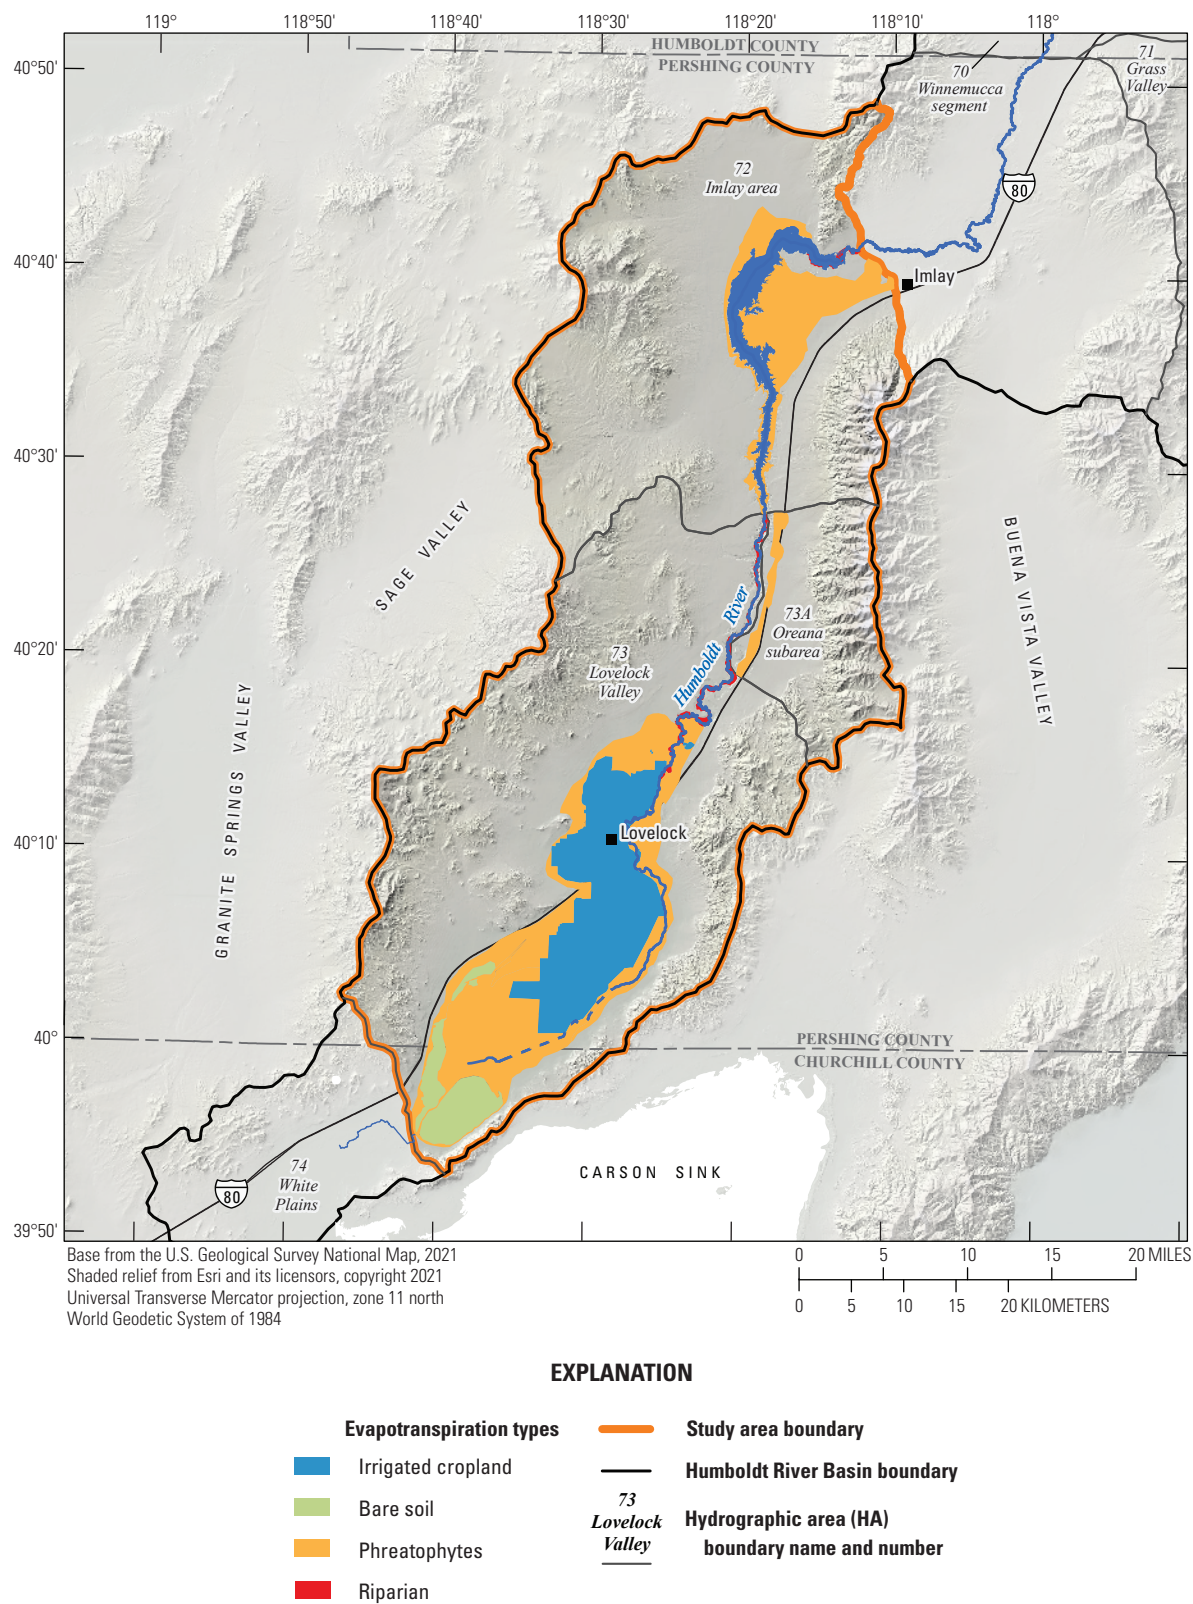 119°
118°50'
118°40'
118°30'
118°20'
118°10'
118°
40°50'
40°40'
40°30'
40°20'
40°10'
40°
39°50'
HUMBOLDT COUNTY
PERSHING COUNTY
70
Winnemucca
segment
71
Grass
Valley
72
Imlay area
80
Imlay
SAGE VALLEY
BUENA VISTA VALLEY
Humboldt River
73A
Oreana
subarea
73
Lovelock
Valley
GRANITE SPRINGS VALLEY
Lovelock
PERSHING COUNTY
CHURCHILL COUNTY
CARSON SINK
74
White
Plains
80
Base from the U.S. Geological Survey National Map, 2021
Shaded relief from Esri and its licensors, copyright 2021
Universal Transverse Mercator projection, zone 11 north
World Geodetic System of 1984
0 5 10 15 20 MILES
0 5 10 15 20 KILOMETERS
EXPLANATION
Evapotranspiration types
Irrigated cropland
Bare soil
Phreatophytes
Riparian
Study area boundary
Humboldt River Basin boundary
73
Lovelock
Valley
Hydrographic area (HA)
boundary name and number